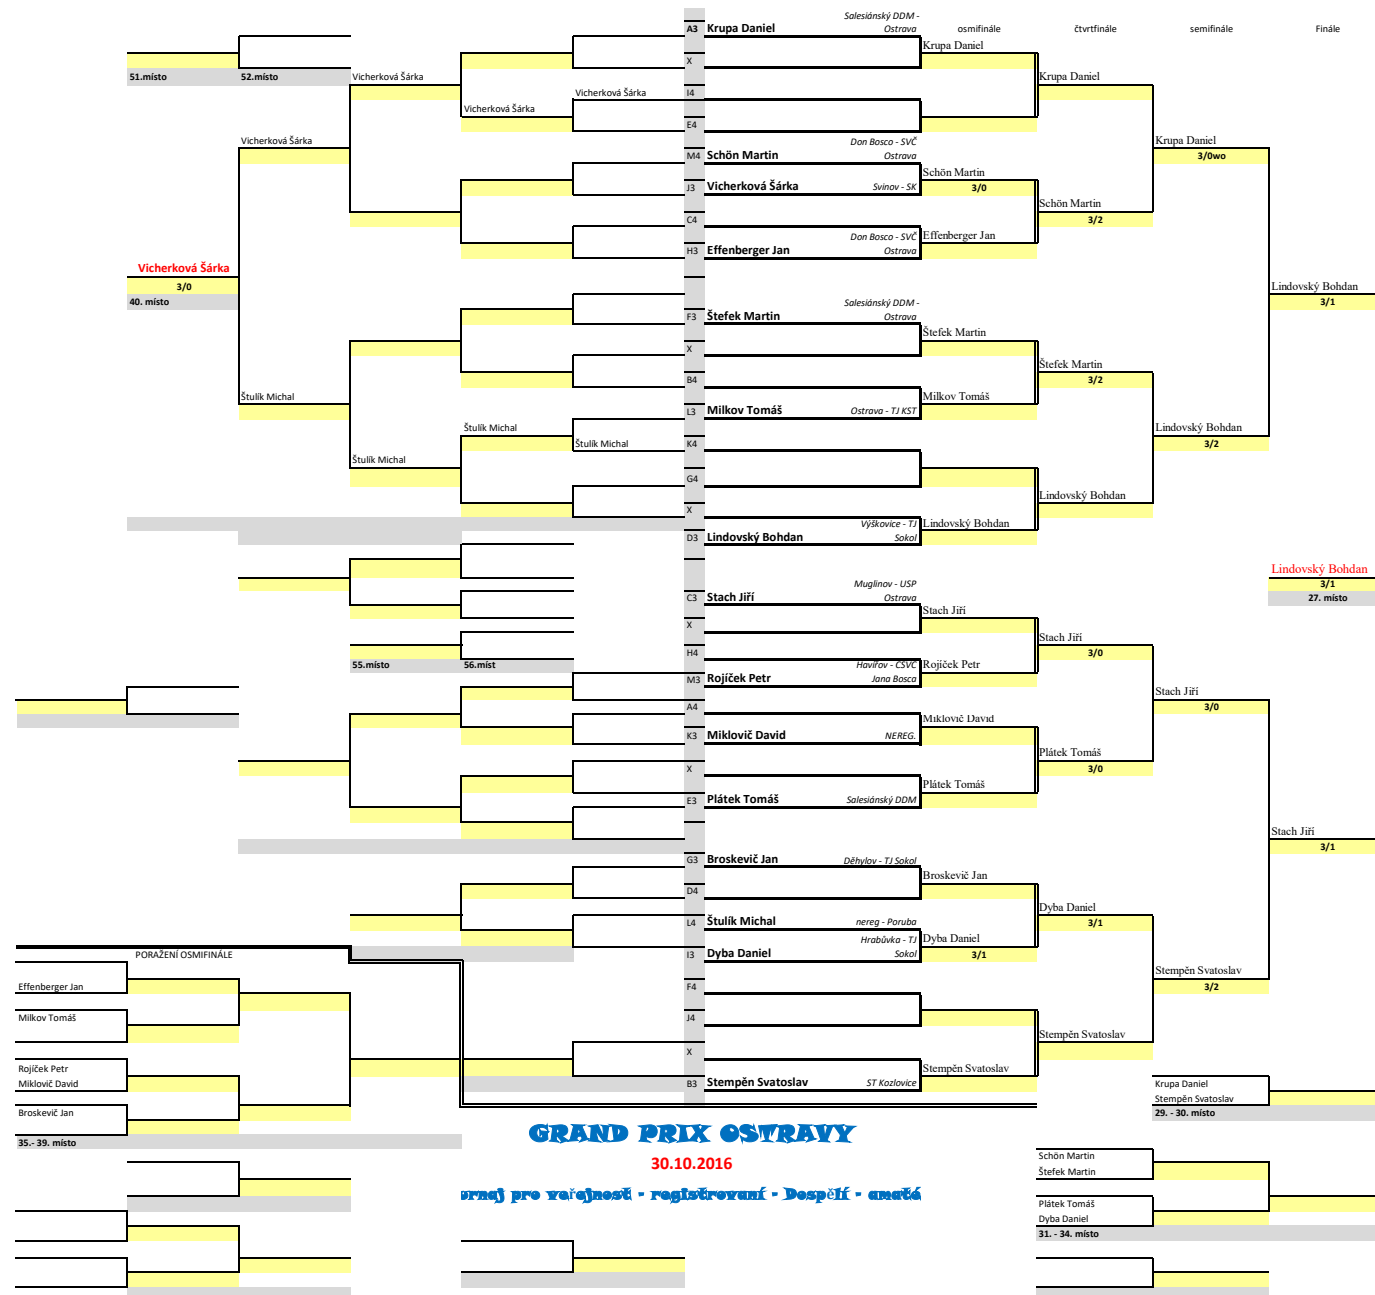 Salesiánský DDM -
A3 Krupa Daniel Ostrava osmifinále čtvrtfinále semifinále Finále
Krupa Daniel
X
51.místo 52.místo Vicherková Šárka Krupa Daniel
Vicherková Šárka I4
Vicherková Šárka
E4
Vicherková Šárka Don Bosco - SVČ Krupa Daniel
M4 Schön Martin Ostrava 3/0wo
Schön Martin
J3 Vicherková Šárka Svinov - SK 3/0
Schön Martin
C4 3/2
Don Bosco - SVČ Effenberger Jan
H3 Effenberger Jan Ostrava
Vicherková Šárka
3/0 Lindovský Bohdan
40. místo Salesiánský DDM - 3/1
F3 Štefek Martin Ostrava
Štefek Martin
X
Štefek Martin
B4 3/2
Štulík Michal Milkov Tomáš
L3 Milkov Tomáš Ostrava - TJ KST
Štulík Michal Lindovský Bohdan
Štulík Michal K4 3/2
Štulík Michal
G4
Lindovský Bohdan
X
Výškovice - TJ Lindovský Bohdan
D3 Lindovský Bohdan Sokol
Lindovský Bohdan
Muglinov - USP 3/1
C3 Stach Jiří Ostrava 27. místo
Stach Jiří
X
Stach Jiří
H4 3/0
55.místo 56.míst Havířov - ČSVČ Rojíček Petr
M3 Rojíček Petr Jana Bosca
Stach Jiří
A4 3/0
Miklovič David
K3 Miklovič David NEREG.
Plátek Tomáš
X 3/0
Plátek Tomáš
E3 Plátek Tomáš Salesiánský DDM
Stach Jiří
3/1
G3 Broskevič Jan Děhylov - TJ Sokol
Broskevič Jan
D4
Dyba Daniel
L4 Štulík Michal nereg - Poruba 3/1
Hrabůvka - TJ Dyba Daniel
PORAŽENÍ OSMIFINÁLE I3 Dyba Daniel Sokol 3/1
Stempěn Svatoslav
Effenberger Jan F4 3/2
Milkov Tomáš J4
Stempěn Svatoslav
X
Rojíček Petr Stempěn Svatoslav
Miklovič David B3 Stempěn Svatoslav ST Kozlovice Krupa Daniel
Stempěn Svatoslav
Broskevič Jan 29. - 30. místo
GRAND PRIX OSTRAVY
35.- 39. místo
Schön Martin
30.10.2016
Štefek Martin
pro veřejnost - registrovaní - Dospělí -
Plátek Tomáš
Dyba Daniel
31. - 34. místo